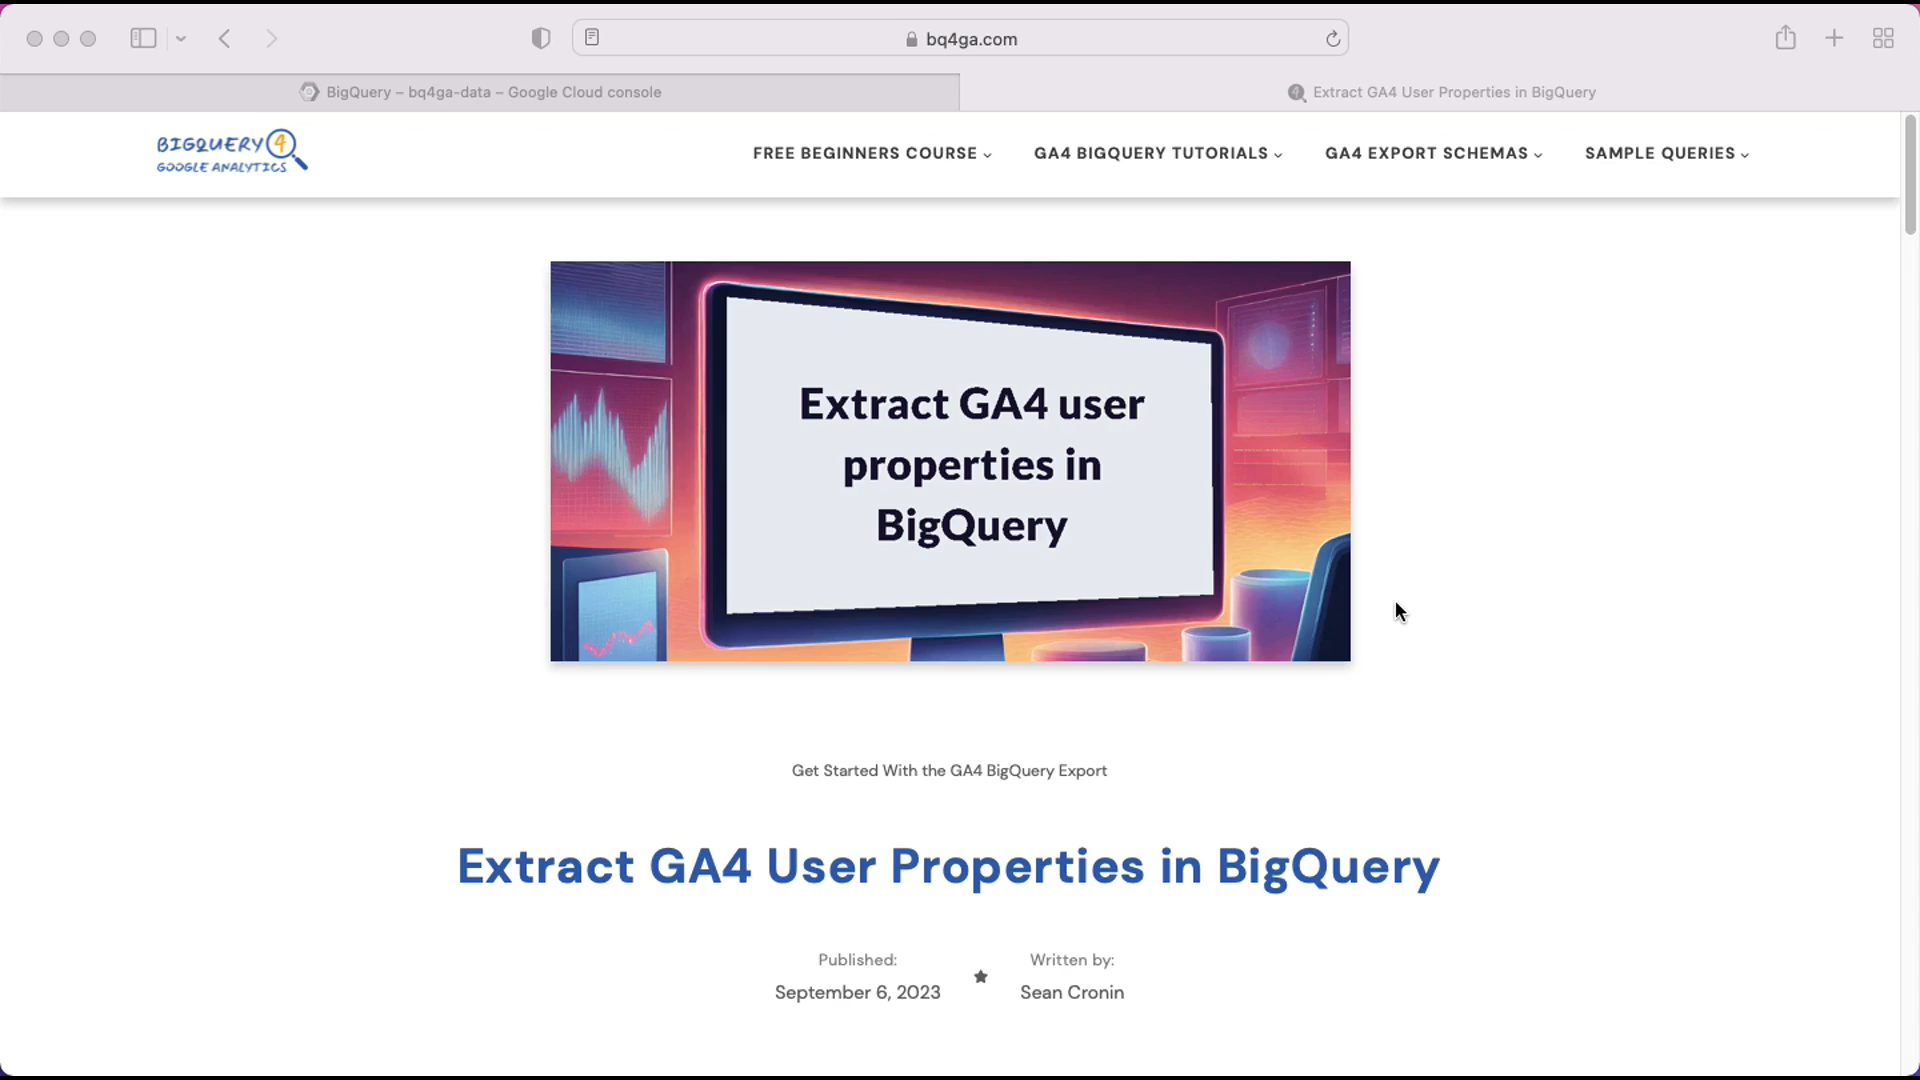 bq4ga.com
BigQuery – bq4ga-data – Google Cloud console
Extract GA4 User Properties in BigQuery
BIGQUERY 4
GOOGLE ANALYTICS
FREE BEGINNERS COURSE
GA4 BIGQUERY TUTORIALS
GA4 EXPORT SCHEMAS
SAMPLE QUERIES
Extract GA4 user
properties in
BigQuery
Get Started With the GA4 BigQuery Export
Extract GA4 User Properties in BigQuery
Published:
September 6, 2023
Written by:
Sean Cronin